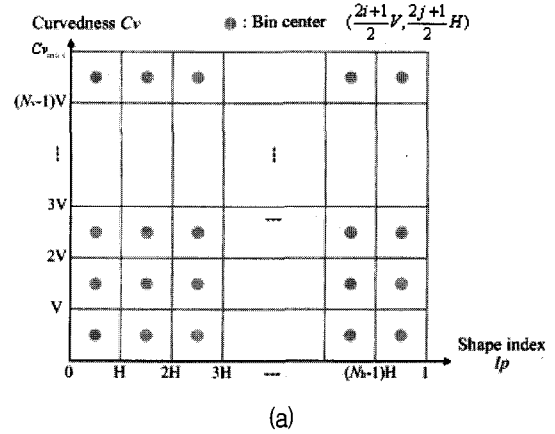 Curvedness Cv
: Bin center (2i+1/2 V, 2j+1/2 H)
Cv_max
(Nv-1)V
3V
2V
V
0 H 2H 3H (Nh-1)H 1
Shape index
Ip
(a)